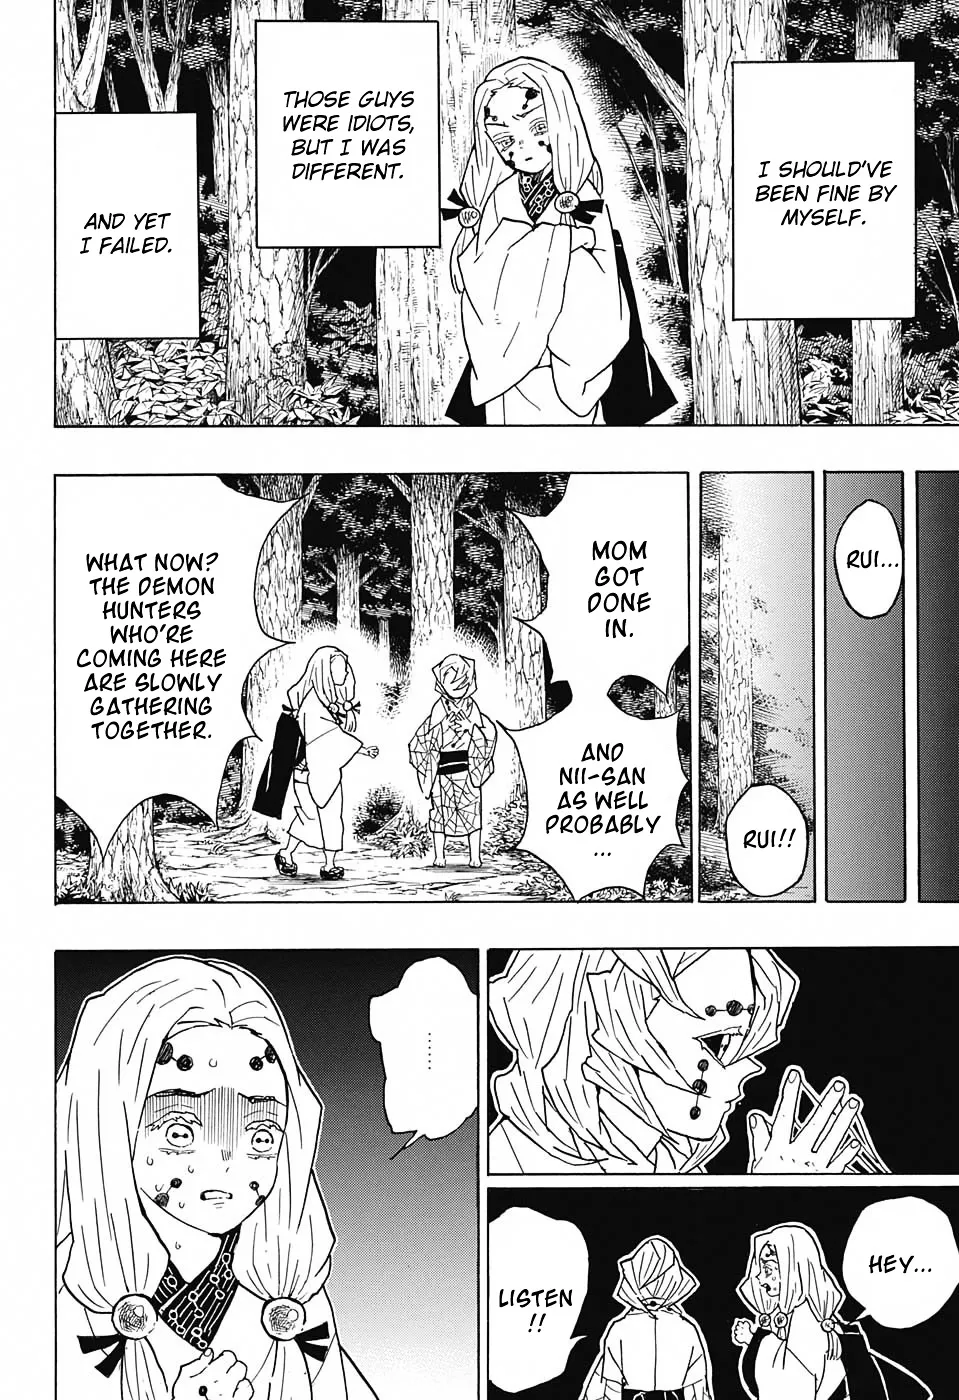 I SHOULD'VE
BEEN FINE BY
MYSELF.
THOSE GUYS
WERE IDIOTS,
BUT I WAS
DIFFERENT.
AND YET
I FAILED.
RUI...
RUI!!
MOM
GOT
DONE
IN.
AND
NII-SAN
AS WELL
PROBABLY
...
WHAT NOW?
THE DEMON
HUNTERS
WHO'RE
COMING HERE
ARE SLOWLY
GATHERING
TOGETHER.
HEY...
LISTEN
!!
......